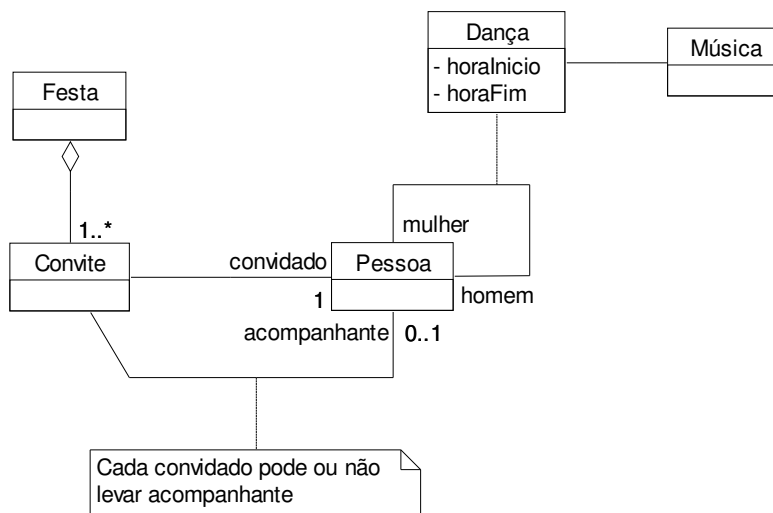 Dança
- horaInicio
- horaFim
Música
Festa
1..*
mulher
Convite
convidado
Pessoa
1
homem
acompanhante
0..1
Cada convidado pode ou não
levar acompanhante